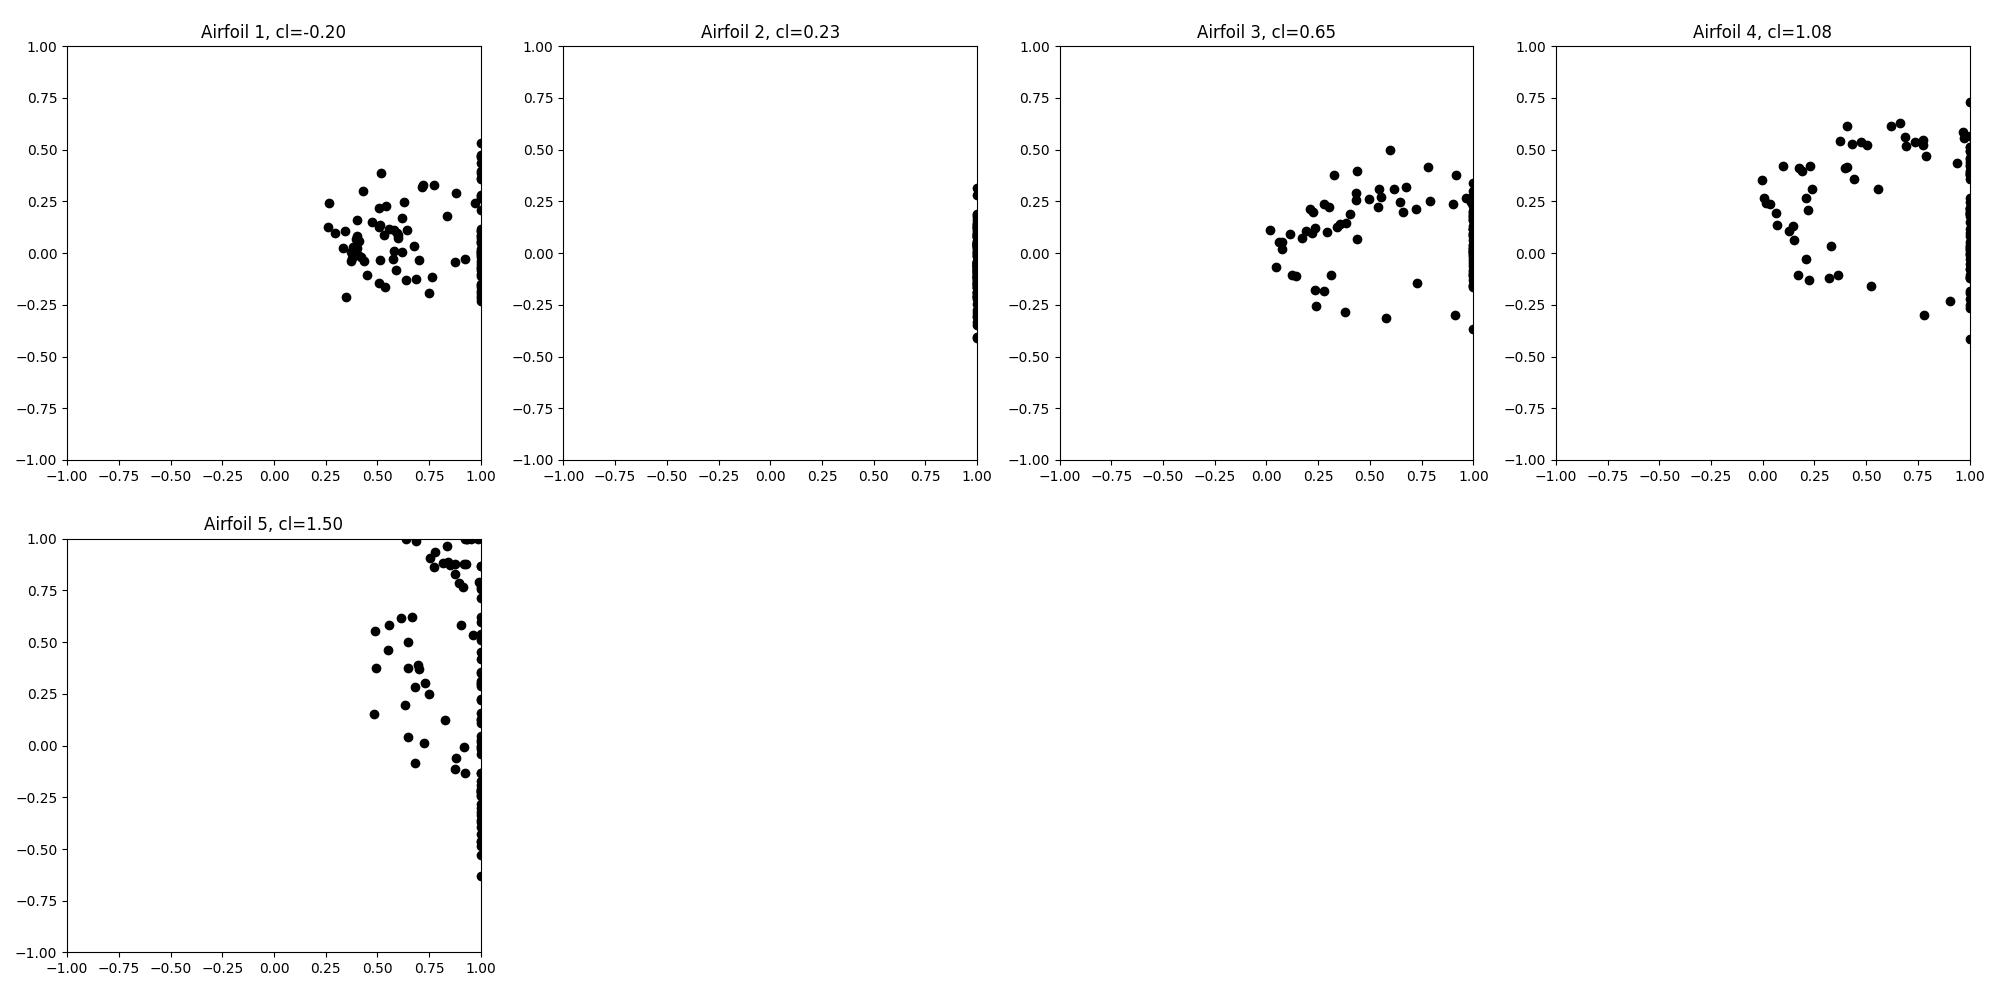 Airfoil 1, cl=-0.20
Airfoil 2, cl=0.23
Airfoil 3, cl=0.65
Airfoil 4, cl=1.08
1.00 1.00 1.00 1.00
0.75 0.75 0.75 0.75
0.50 0.50 0.50 0.50
0.25 0.25 0.25 0.25
0.00 0.00 0.00 0.00
−0.25 −0.25 −0.25 −0.25
−0.50 −0.50 −0.50 −0.50
−0.75 −0.75 −0.75 −0.75
−1.00 −1.00 −1.00 −1.00
−1.00 −0.75 −0.50 −0.25 0.00 0.25 0.50 0.75 1.00
−1.00 −0.75 −0.50 −0.25 0.00 0.25 0.50 0.75 1.00
−1.00 −0.75 −0.50 −0.25 0.00 0.25 0.50 0.75 1.00
−1.00 −0.75 −0.50 −0.25 0.00 0.25 0.50 0.75 1.00
Airfoil 5, cl=1.50
1.00
0.75
0.50
0.25
0.00
−0.25
−0.50
−0.75
−1.00
−1.00 −0.75 −0.50 −0.25 0.00 0.25 0.50 0.75 1.00